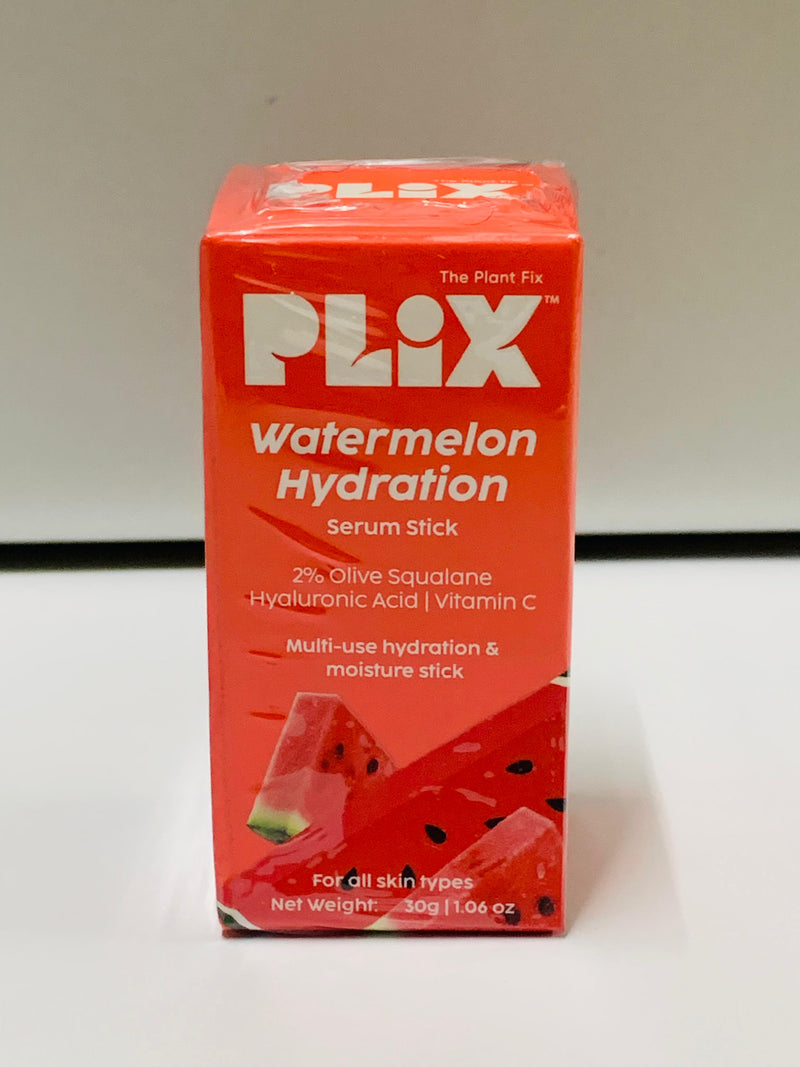 PLiX
The Plant Fix
PLiX™
Watermelon
Hydration
Serum Stick
2% Olive Squalane
Hyaluronic Acid | Vitamin C
Multi-use hydration &
moisture stick
For all skin types
Net Weight: 30g | 1.06 oz